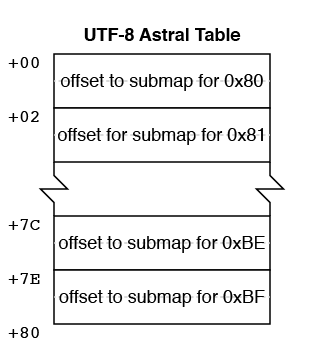 UTF-8 Astral Table
+00
offset to submap for 0x80
+02
offset for submap for 0x81
+7C
offset to submap for 0xBE
+7E
offset to submap for 0xBF
+80